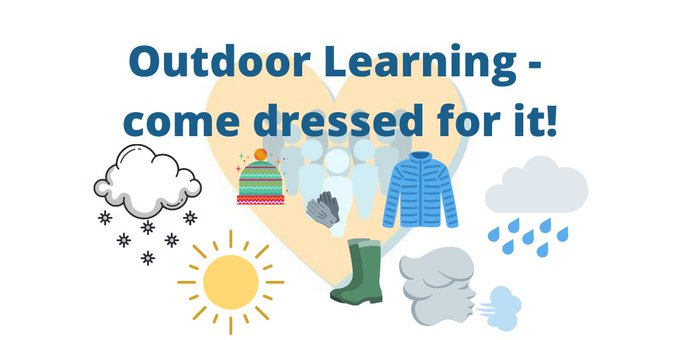 Outdoor Learning -
come dressed for it!